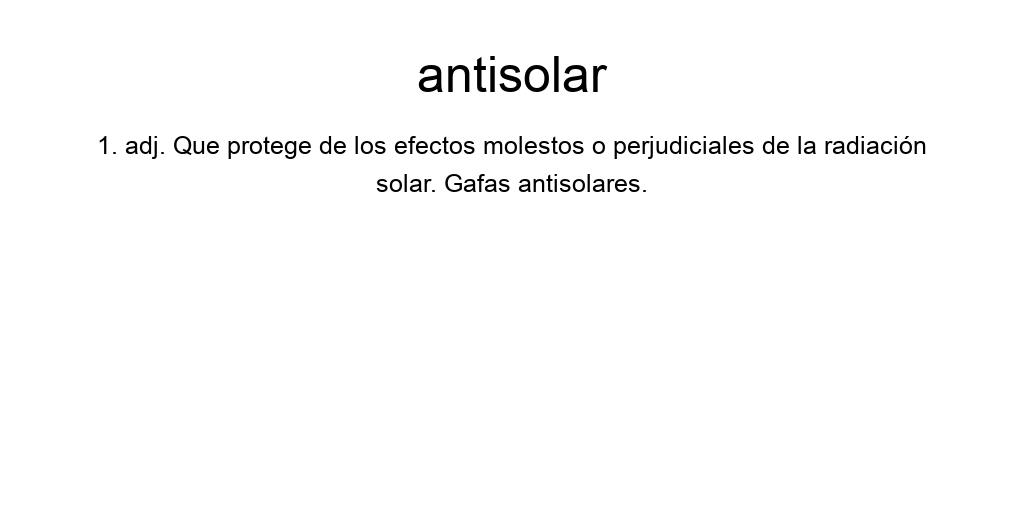 antisolar
1. adj. Que protege de los efectos molestos o perjudiciales de la radiación
solar. Gafas antisolares.